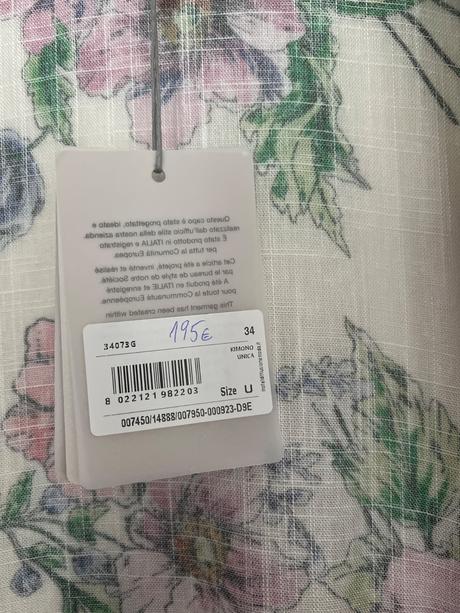 Questo capo è stato progettato, ideato, e
realizzato dall'ufficio stile della nostra azienda.
È stato prodotto in ITALIA e registrato
per tutta la Comunità Europea.
Cet article a été projeté, inventé et réalisé
par le bureau de style de notre Société
A été produit en ITALIE et enregistré
pour toute la Communauté Européenne.
This garment has been created within
34073G
195€
34
KIMONO
UNICA
8 022121 982203
Size U
007450/14888/007950-000923-D9E